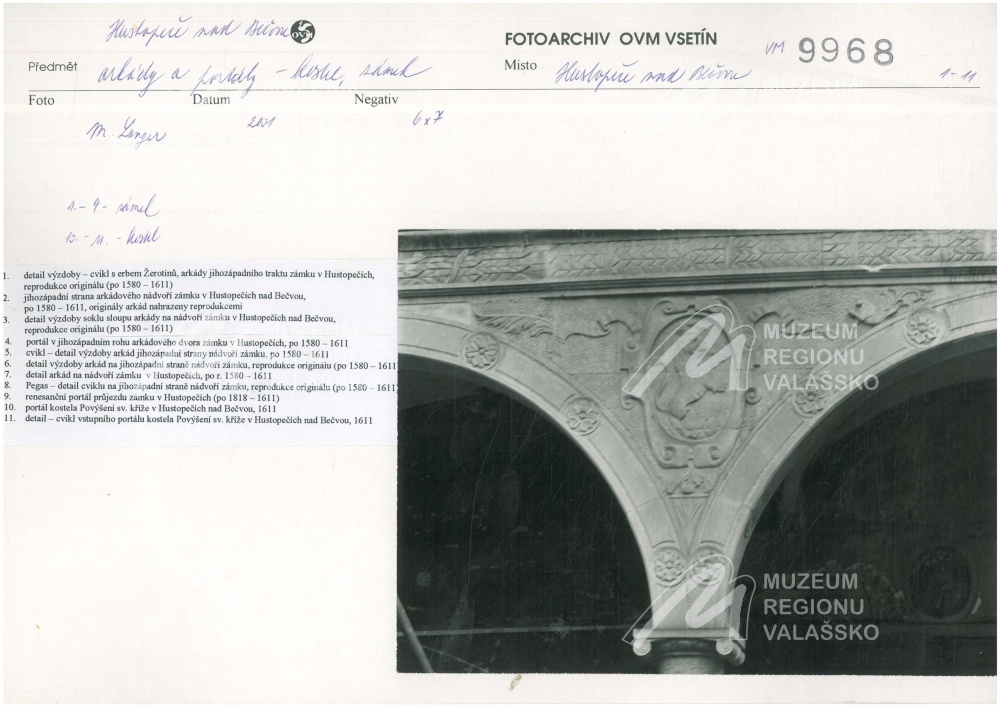 Hustopeče nad Bečvou
OVM
FOTOARCHIV OVM VSETÍN
VM 9968
Předmět arkády a portály – kostel, zámek
Místo Hustopeče nad Bečvou 1-11
Foto Datum Negativ
M. Langer 2001 6x7
1.-9 - zámek
10.-11. - kostel
1. detail výzdoby – cvikl s erbem Žerotínů, arkády jihozápadního traktu zámku v Hustopečích,
reprodukce originálu (po 1580 – 1611)
2. jihozápadní strana arkádového nádvoří zámku v Hustopečích nad Bečvou,
po 1580 – 1611, originály arkád nahrazeny reprodukcemi
3. detail výzdoby soklu sloupu arkády na nádvoří zámku v Hustopečích nad Bečvou,
reprodukce originálu (po 1580 – 1611)
4. portál v jihozápadním rohu arkádového dvora zámku v Hustopečích, po 1580 – 1611
5. cvikl – detail výzdoby arkád jihozápadní strany nádvoří zámku, po 1580 – 1611
6. detail výzdoby arkád na jihozápadní straně nádvoří zámku, reprodukce originálu (po 1580 – 1611)
7. detail arkád na nádvoří zámku v Hustopečích, po r. 1580 – 1611
8. Pegas – detail cviklu na jihozápadní straně nádvoří zámku, reprodukce originálu (po 1580 – 1611)
9. renesanční portál průjezdu zámku v Hustopečích (po 1818 – 1611)
10. portál kostela Povýšení sv. kříže v Hustopečích nad Bečvou, 1611
11. detail – cvikl vstupního portálu kostela Povýšení sv. kříže v Hustopečích nad Bečvou, 1611
MUZEUM
REGIONU
VALAŠSKO
MUZEUM
REGIONU
VALAŠSKO